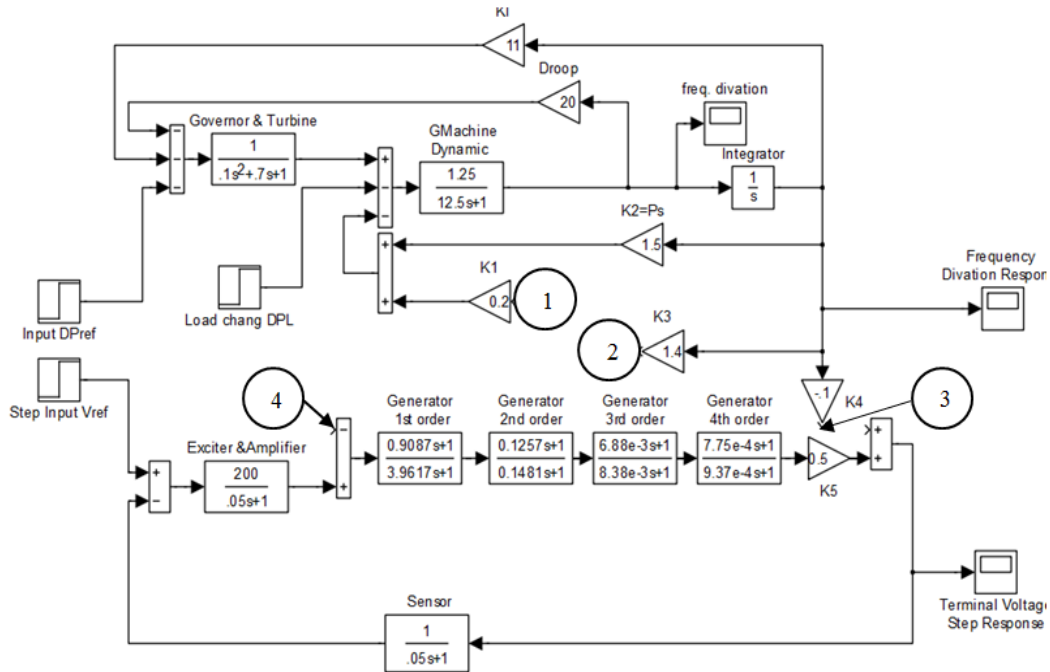 KI
11
Droop
20
freq. divation
Governor & Turbine
1
.1s²+.7s+1
GMachine
Dynamic
1.25
12.5s+1
Integrator
1
s
K2=Ps
1.5
K1
0.2
1
Input DPref
Load chang DPL
Frequency
Divation Respon
K3
1.4
2
Step Input Vref
4
-.1
K4
3
Exciter &Amplifier
200
.05s+1
Generator
1st order
0.9087s+1
3.9617s+1
Generator
2nd order
0.1257s+1
0.1481s+1
Generator
3rd order
6.88e-3s+1
8.38e-3s+1
Generator
4th order
7.75e-4s+1
9.37e-4s+1
0.5
K5
Sensor
1
.05s+1
Terminal Voltage
Step Response